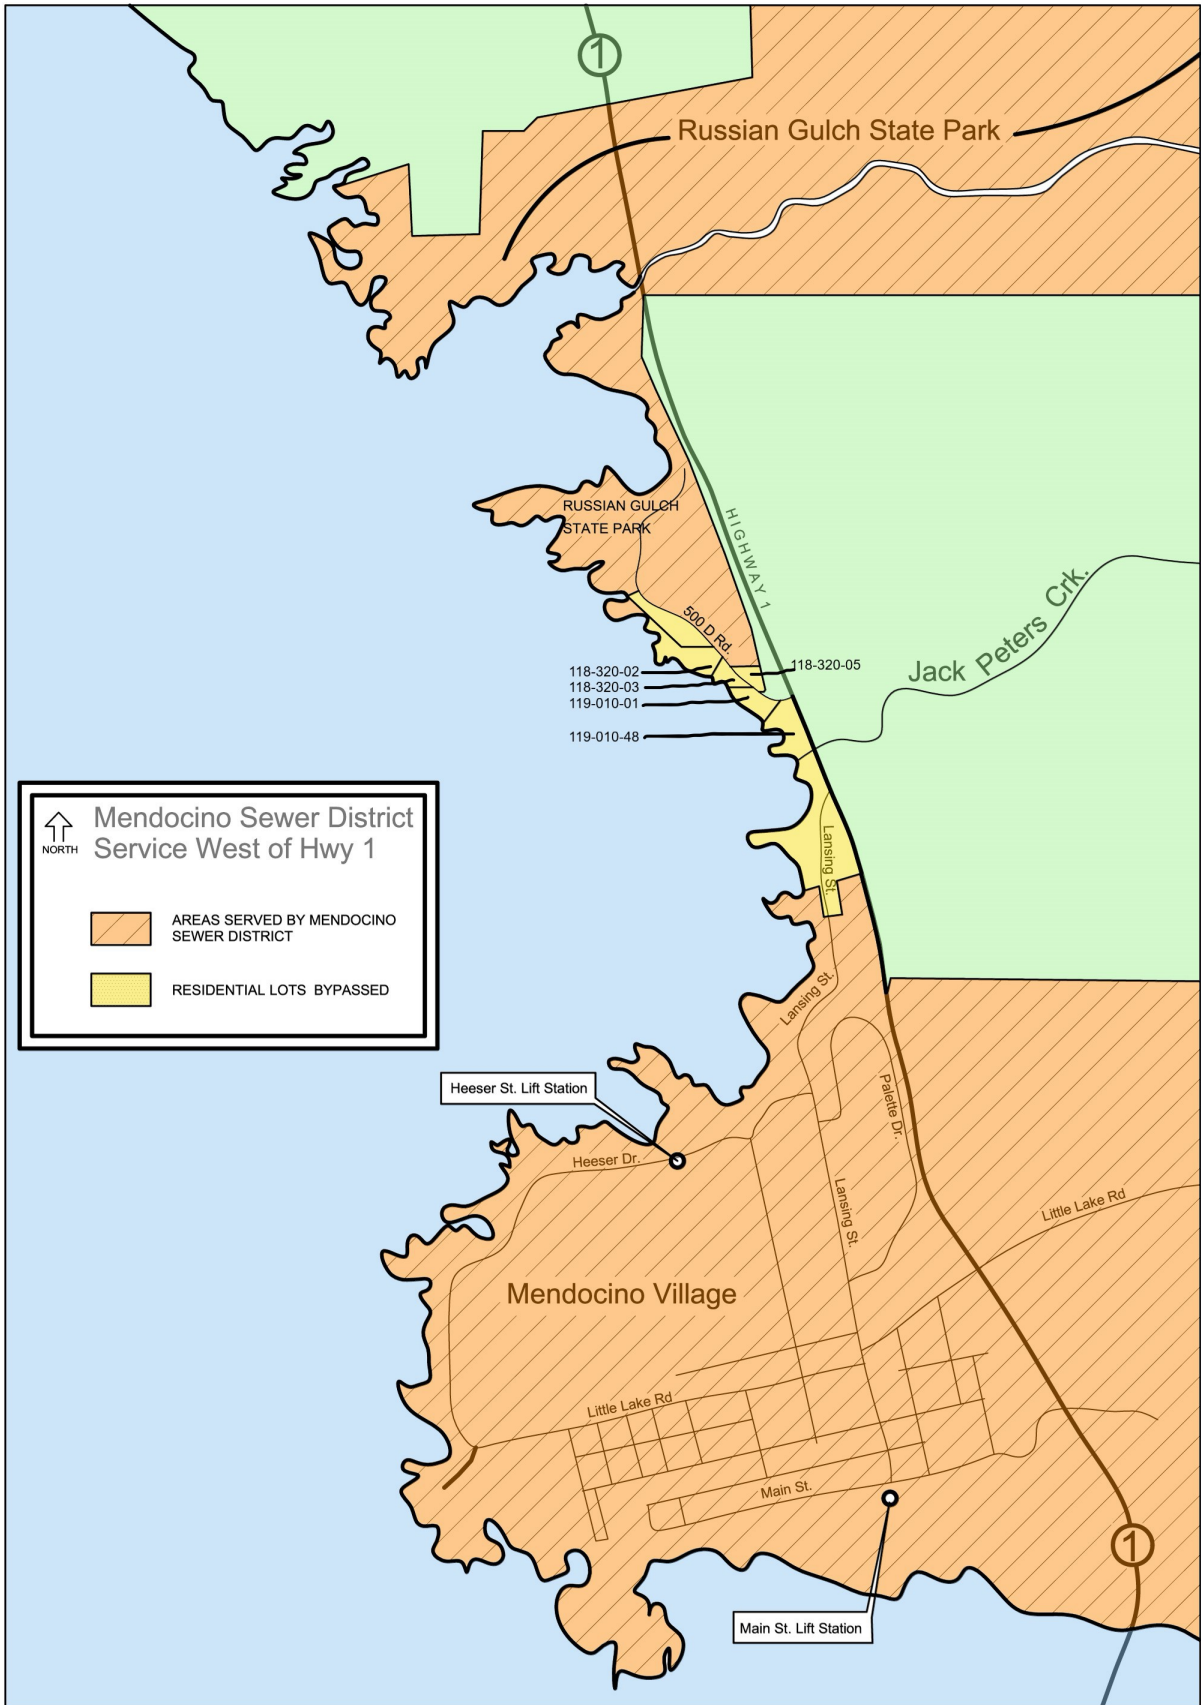 1
Russian Gulch State Park
RUSSIAN GULCH
STATE PARK
HIGHWAY 1
500 D Rd.
118-320-02
118-320-05
118-320-03
119-010-01
119-010-48
Jack Peters Crk.
NORTH
Mendocino Sewer District
Service West of Hwy 1
AREAS SERVED BY MENDOCINO
SEWER DISTRICT
RESIDENTIAL LOTS BYPASSED
Lansing St.
Lansing St.
Heeser St. Lift Station
Palette Dr.
Heeser Dr.
Lansing St.
Little Lake Rd
Mendocino Village
Little Lake Rd
Main St.
1
Main St. Lift Station